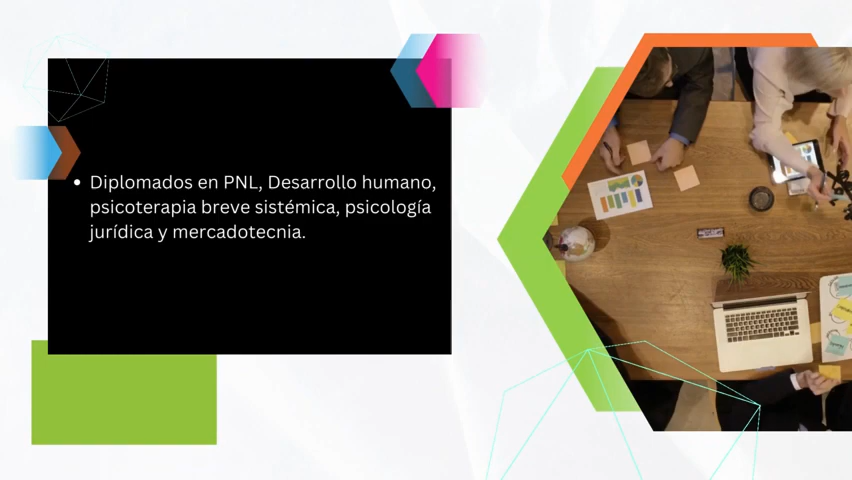 • Diplomados en PNL, Desarrollo humano,
psicoterapia breve sistémica, psicología
jurídica y mercadotecnia.